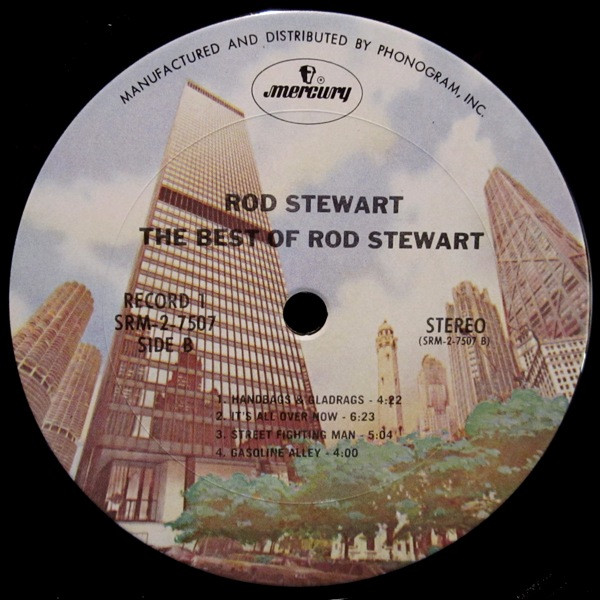 MANUFACTURED AND DISTRIBUTED BY PHONOGRAM, INC.
mercury
ROD STEWART
THE BEST OF ROD STEWART
RECORD 1
SRM-2-7507
SIDE B
STEREO
(SRM-2-7507 B)
1. HANDBAGS & GLADRAGS - 4:22
2. IT'S ALL OVER NOW - 6:23
3. STREET FIGHTING MAN - 5:04
4. GASOLINE ALLEY - 4:00